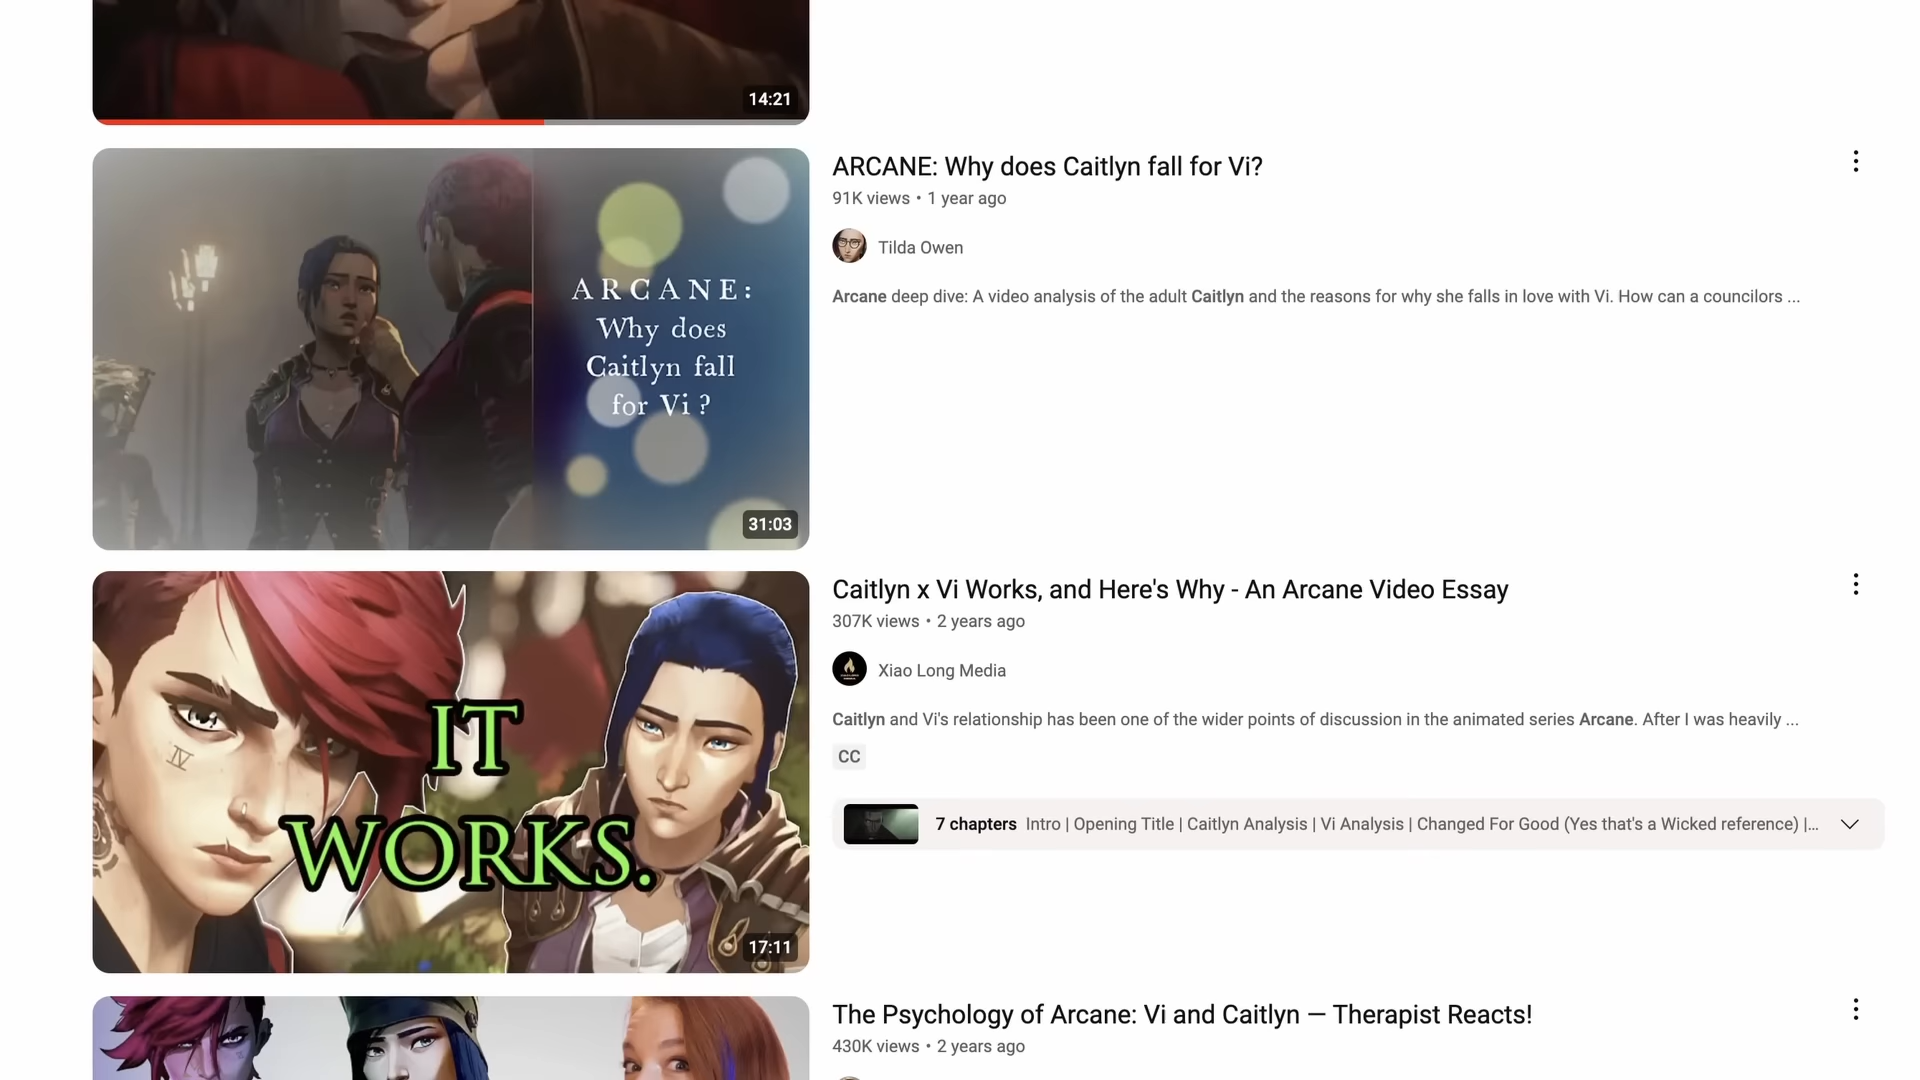 14:21
ARCANE:
Why does
Caitlyn fall
for Vi ?
31:03
ARCANE: Why does Caitlyn fall for Vi?
91K views • 1 year ago
Tilda Owen
Arcane deep dive: A video analysis of the adult Caitlyn and the reasons for why she falls in love with Vi. How can a councilors ...
IV
IT
WORKS.
17:11
Caitlyn x Vi Works, and Here's Why - An Arcane Video Essay
307K views • 2 years ago
Xiao Long Media
Caitlyn and Vi's relationship has been one of the wider points of discussion in the animated series Arcane. After I was heavily ...
CC
7 chapters Intro | Opening Title | Caitlyn Analysis | Vi Analysis | Changed For Good (Yes that's a Wicked reference) |...
The Psychology of Arcane: Vi and Caitlyn — Therapist Reacts!
430K views • 2 years ago